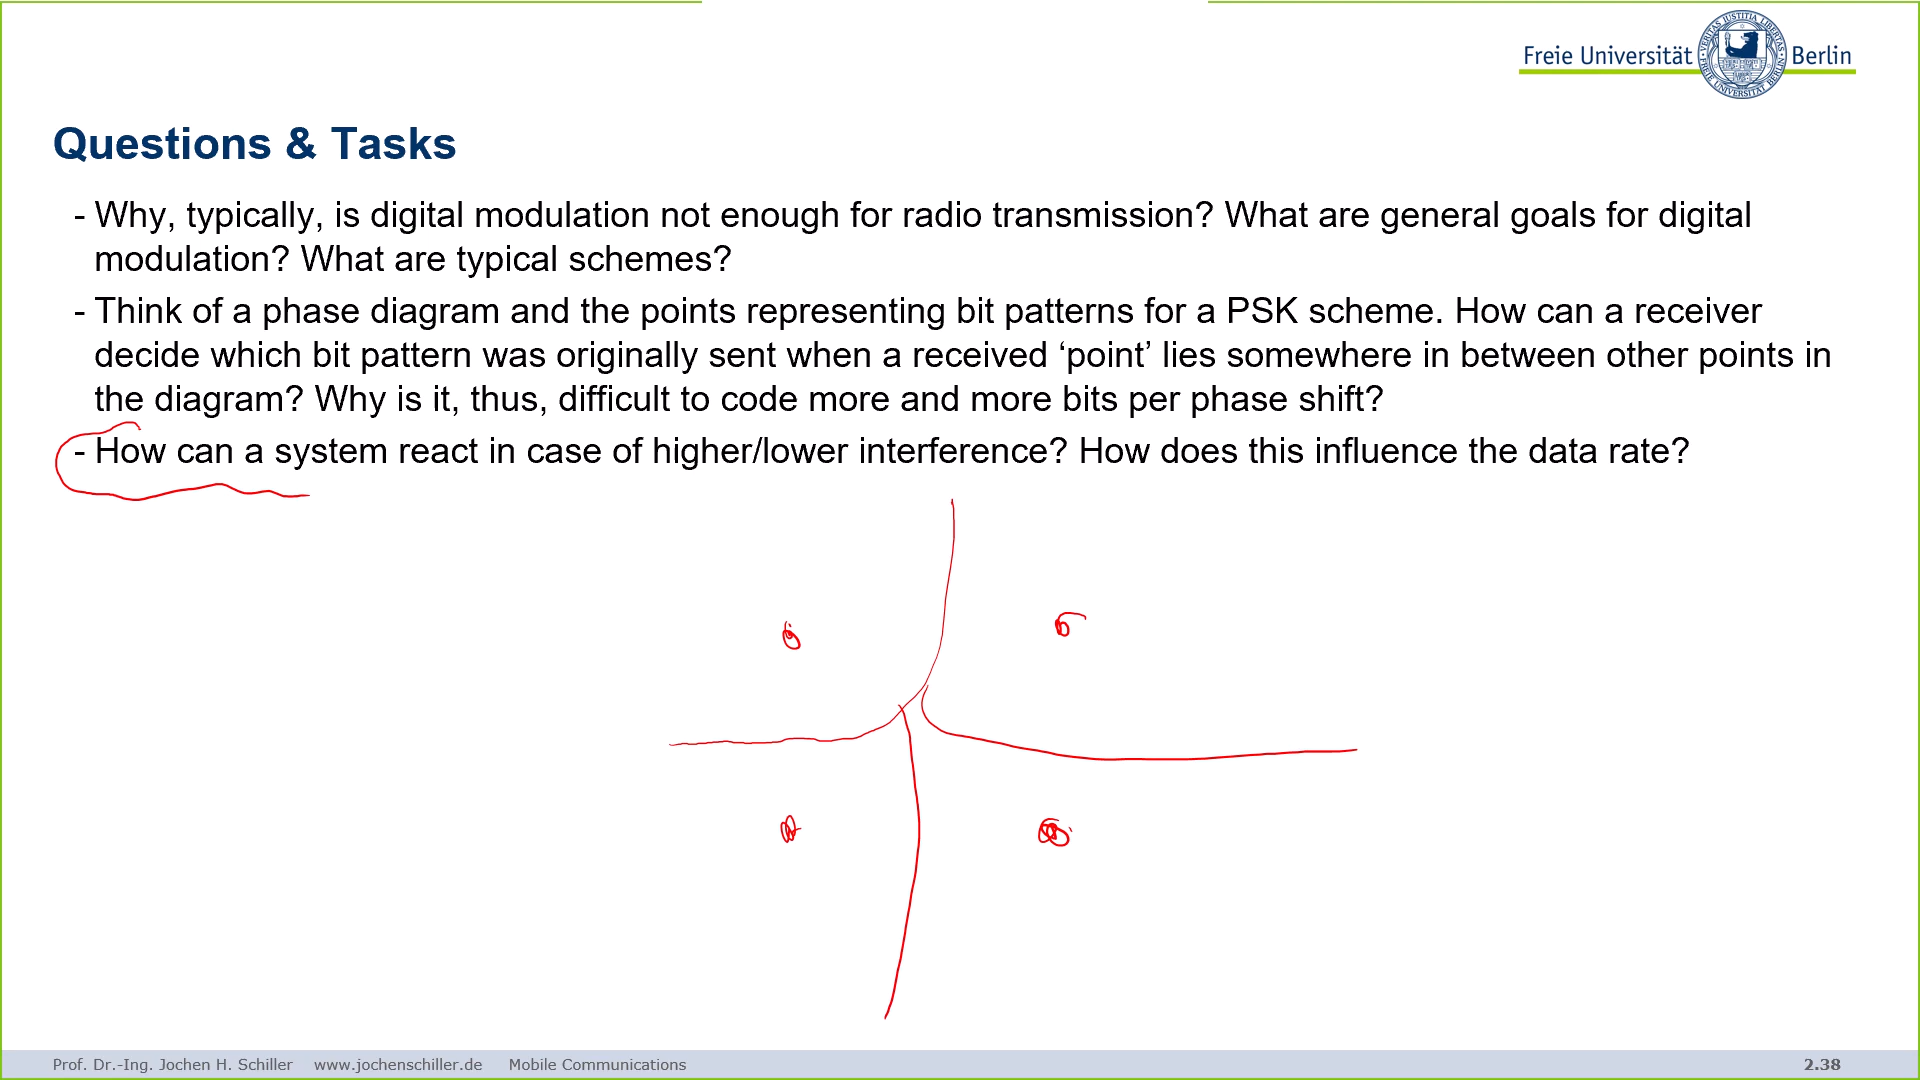 Freie Universität Berlin
Questions & Tasks
- Why, typically, is digital modulation not enough for radio transmission? What are general goals for digital
modulation? What are typical schemes?
- Think of a phase diagram and the points representing bit patterns for a PSK scheme. How can a receiver
decide which bit pattern was originally sent when a received ‘point’ lies somewhere in between other points in
the diagram? Why is it, thus, difficult to code more and more bits per phase shift?
- How can a system react in case of higher/lower interference? How does this influence the data rate?
Prof. Dr.-Ing. Jochen H. Schiller www.jochenschiller.de Mobile Communications 2.38